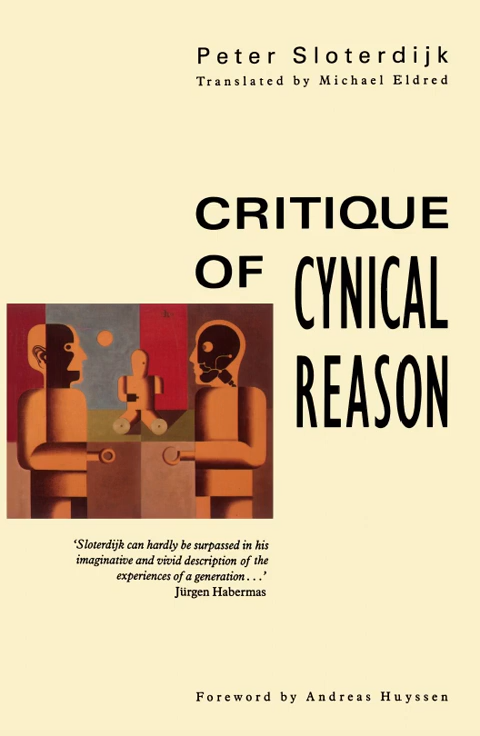 Peter Sloterdijk
Translated by Michael Eldred
CRITIQUE
OF CYNICAL
REASON
'Sloterdijk can hardly be surpassed in his
imaginative and vivid description of the
experiences of a generation . . .'
Jürgen Habermas
Foreword by Andreas Huyssen